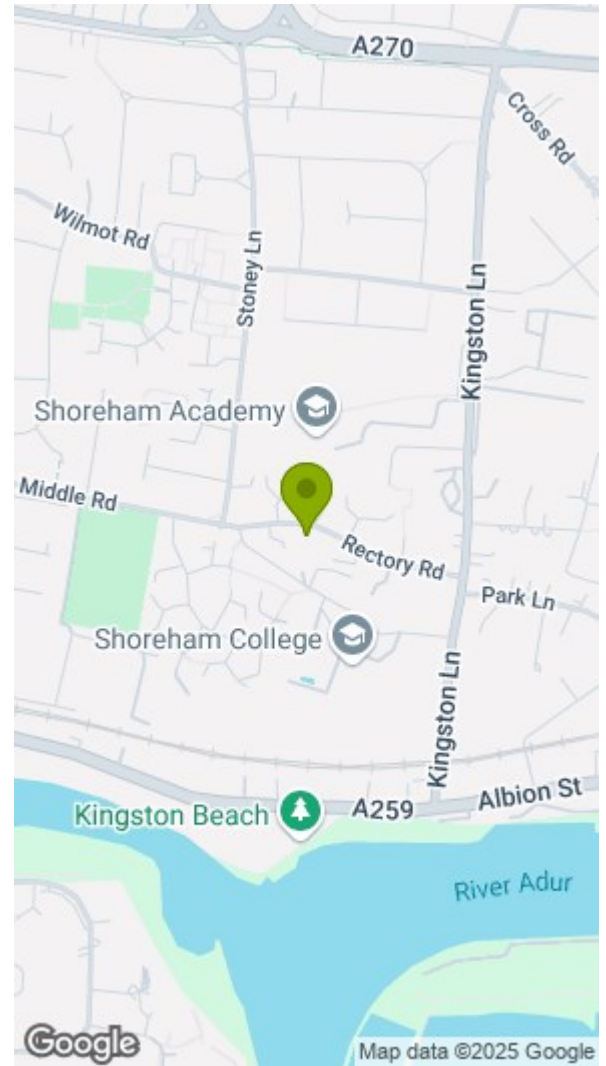 A270
Cross Rd
Wilmot Rd
Stoney Ln
Kingston Ln
Shoreham Academy
Middle Rd
Rectory Rd
Park Ln
Shoreham College
Kingston Ln
Albion St
Kingston Beach
A259
River Adur
Google
Map data ©2025 Google